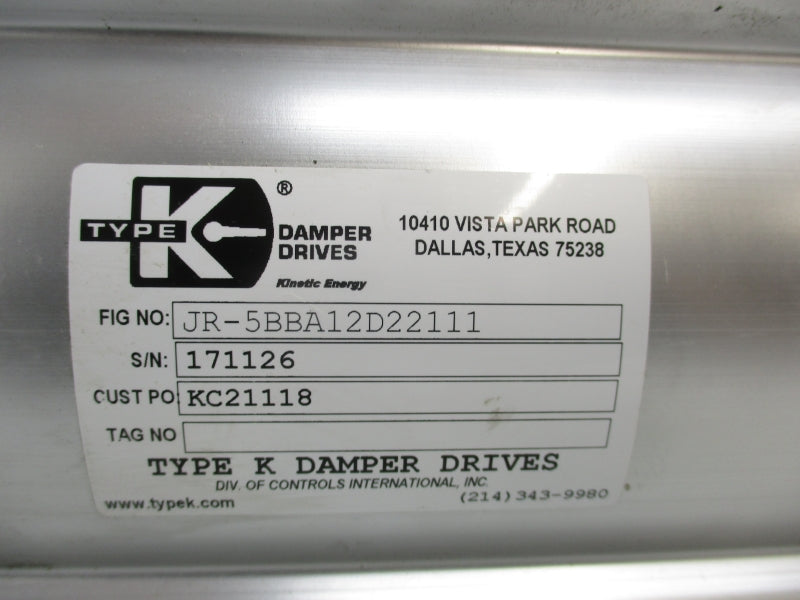 TYPE K ®
DAMPER
DRIVES
Kinetic Energy
10410 VISTA PARK ROAD
DALLAS, TEXAS 75238
FIG NO: JR-5BBA12D22111
S/N: 171126
CUST PO: KC21118
TAG NO
TYPE K DAMPER DRIVES
DIV. OF CONTROLS INTERNATIONAL, INC.
www.typek.com (214) 343-9980